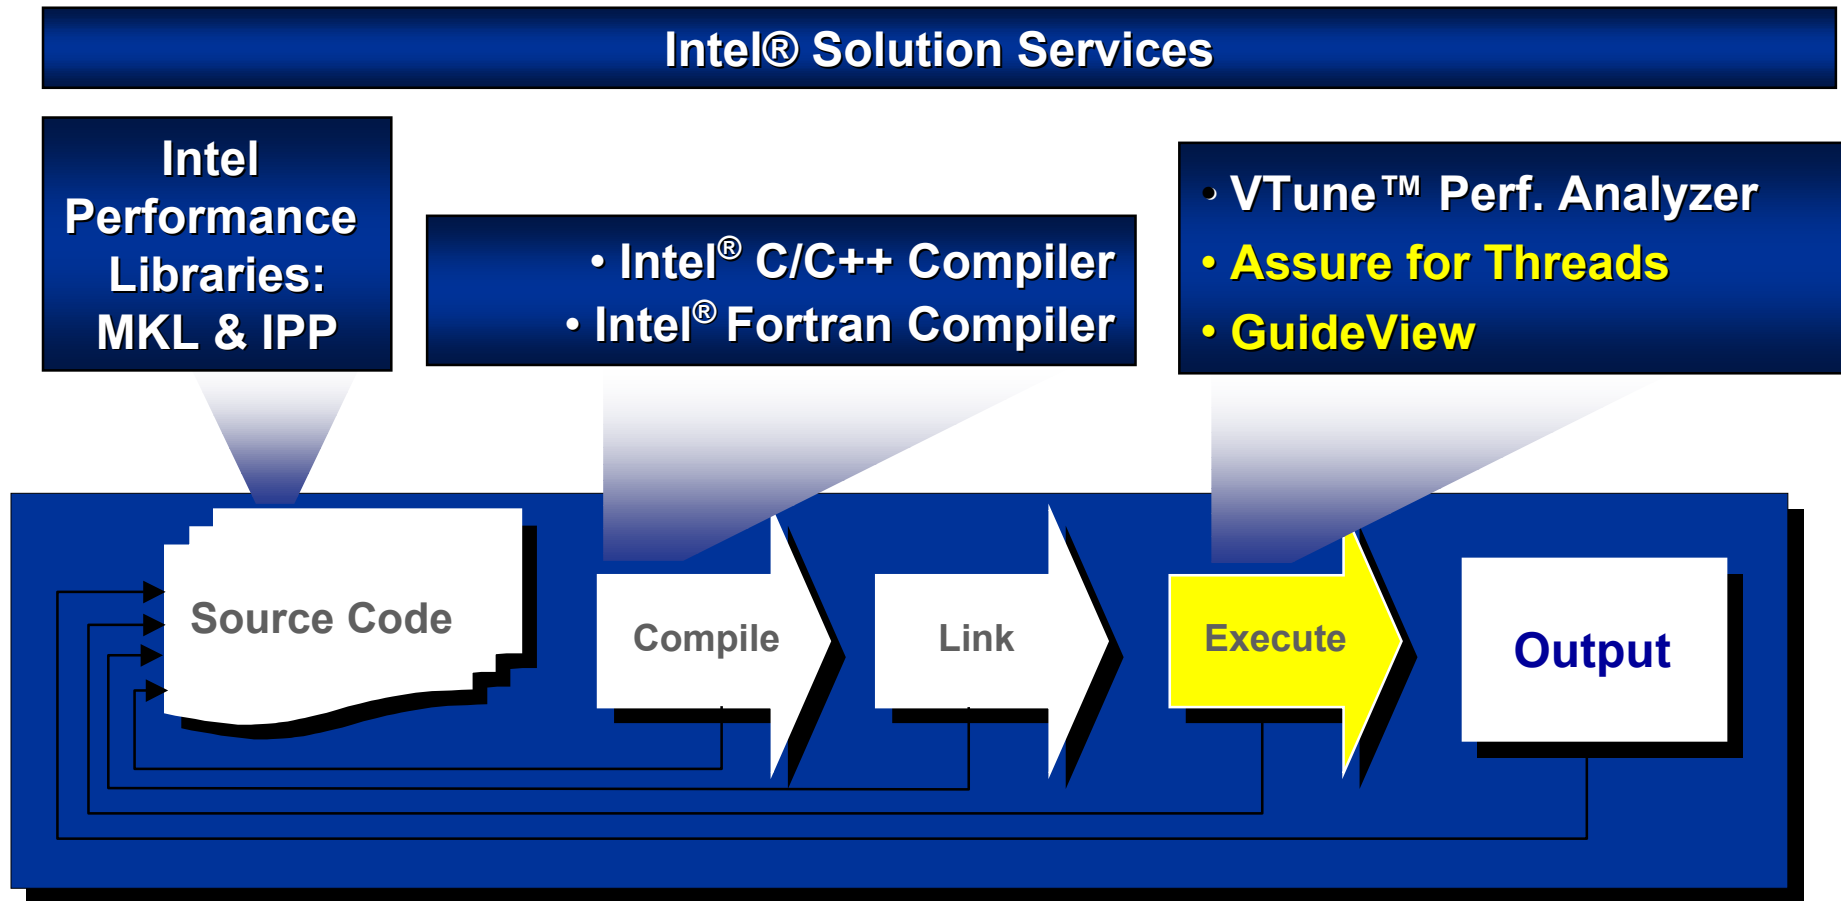 Intel® Solution Services
Intel
Performance
Libraries:
MKL & IPP
• Intel® C/C++ Compiler
• Intel® Fortran Compiler
• VTune™ Perf. Analyzer
• Assure for Threads
• GuideView
Source Code
Compile
Link
Execute
Output